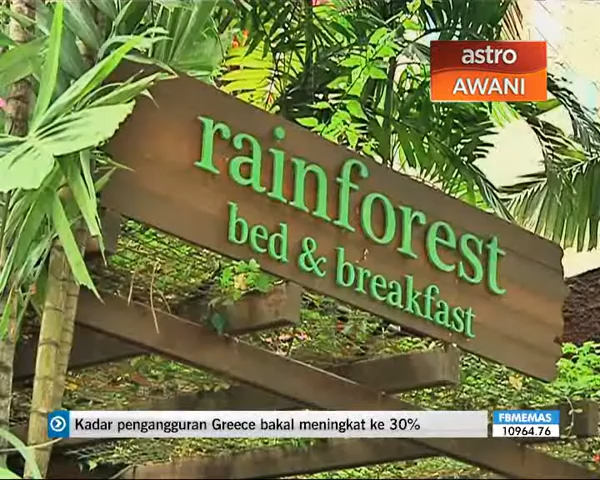 astro
AWANI
rainforest
bed & breakfast
Kadar pengangguran Greece bakal meningkat ke 30%
FBMEMAS
10964.76